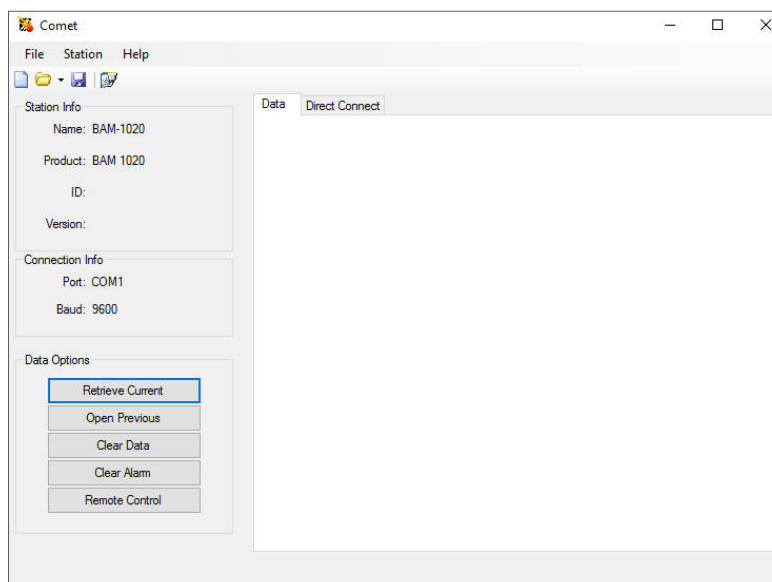 Comet
File Station Help
Data Direct Connect
Station Info
Name: BAM-1020
Product: BAM 1020
ID:
Version:
Connection Info
Port: COM1
Baud: 9600
Data Options
Retrieve Current
Open Previous
Clear Data
Clear Alarm
Remote Control